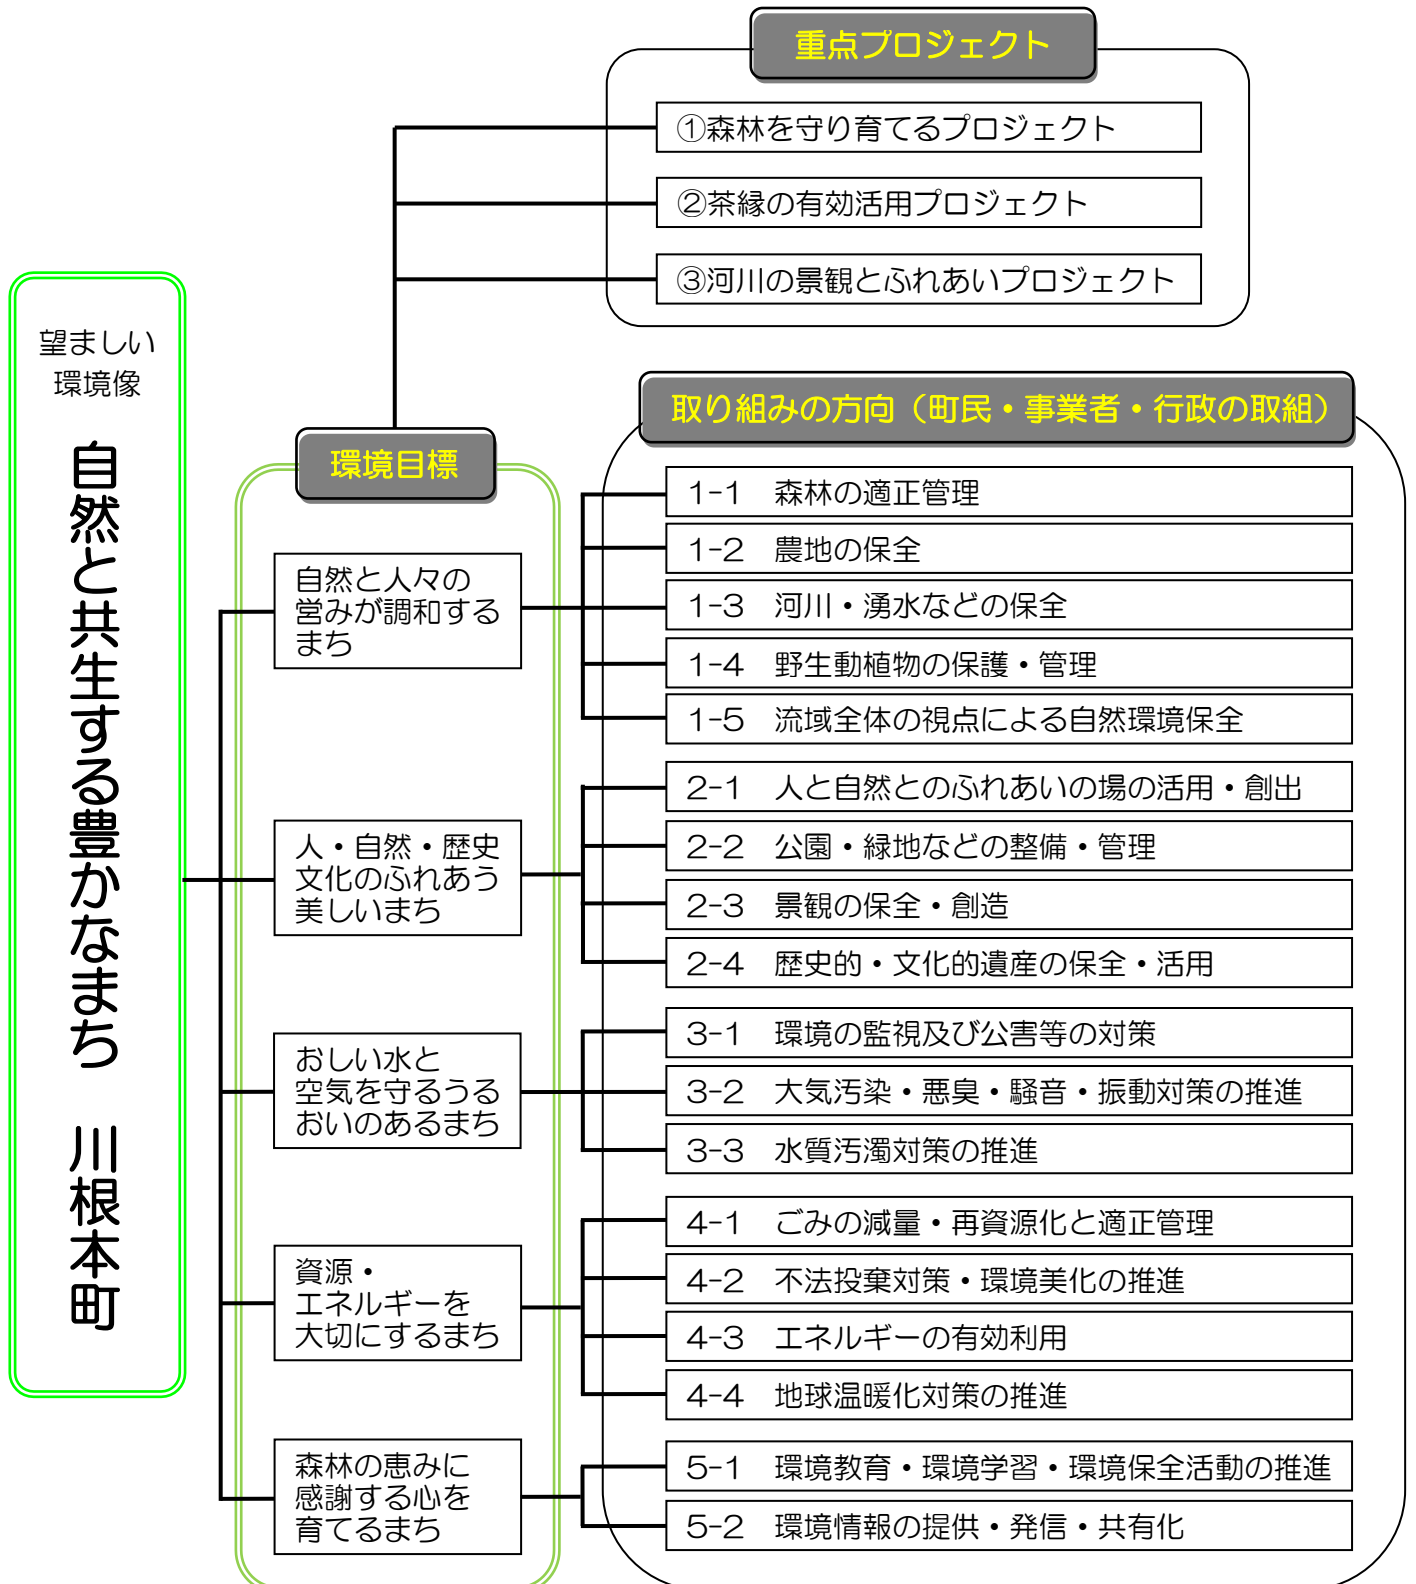 重点プロジェクト
①森林を守り育てるプロジェクト
②茶縁の有効活用プロジェクト
③河川の景観とふれあいプロジェクト
望ましい
環境像
自然と共生する豊かなまち 川根本町
環境目標
自然と人々の
営みが調和する
まち
人・自然・歴史
文化のふれあう
美しいまち
おしい水と
空気を守るうる
おいのあるまち
資源・
エネルギーを
大切にするまち
森林の恵みに
感謝する心を
育てるまち
取り組みの方向（町民・事業者・行政の取組）
1-1 森林の適正管理
1-2 農地の保全
1-3 河川・湧水などの保全
1-4 野生動植物の保護・管理
1-5 流域全体の視点による自然環境保全
2-1 人と自然とのふれあいの場の活用・創出
2-2 公園・緑地などの整備・管理
2-3 景観の保全・創造
2-4 歴史的・文化的遺産の保全・活用
3-1 環境の監視及び公害等の対策
3-2 大気汚染・悪臭・騒音・振動対策の推進
3-3 水質汚濁対策の推進
4-1 ごみの減量・再資源化と適正管理
4-2 不法投棄対策・環境美化の推進
4-3 エネルギーの有効利用
4-4 地球温暖化対策の推進
5-1 環境教育・環境学習・環境保全活動の推進
5-2 環境情報の提供・発信・共有化